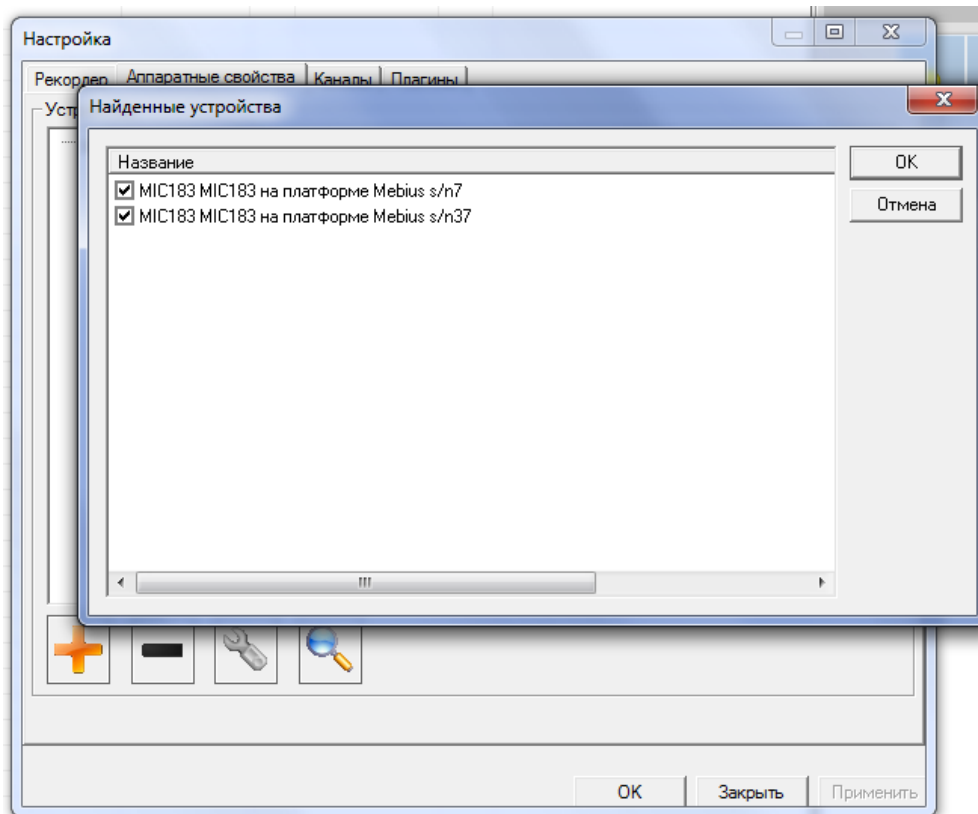 Настройка
Рекордер Аппаратные свойства Каналы Плагины
Найденные устройства
Название
MIC183 MIC183 на платформе Mebius s/n7
MIC183 MIC183 на платформе Mebius s/n37
OK
Отмена
OK Закрыть Применить